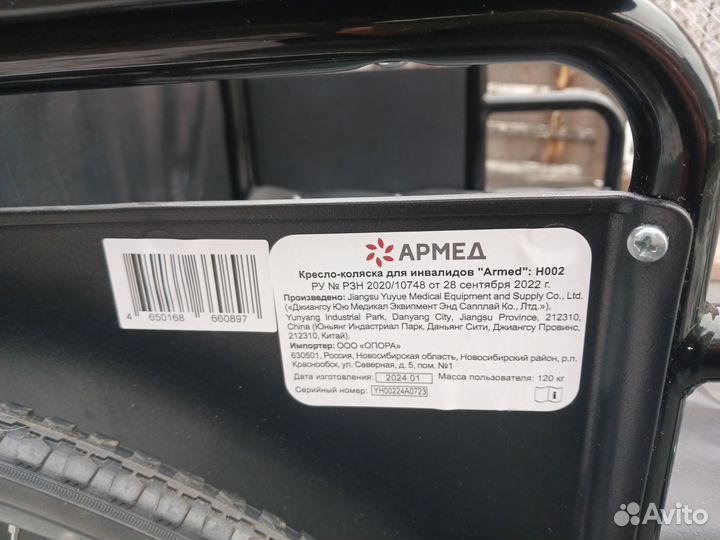 АРМЕД
Кресло-коляска для инвалидов "Armed": H002
РУ № РЗН 2020/10748 от 28 сентября 2022 г.
Произведено: Jiangsu Yuyue Medical Equipment and Supply Co., Ltd.
(«Джиангсу Юю Медикал Эквипмент Энд Сапплай Ко., Лтд.»),
Yunyang Industrial Park, Danyang City, Jiangsu Province, 212310,
China (Юньянг Индастриал Парк, Даньянг Сити, Джиангсу Провинс,
212310, Китай).
Импортер: ООО «ОПОРА»
630501, Россия, Новосибирская область, Новосибирский район, р.п.
Краснообск, ул. Северная, д. 5, пом. №1
Дата изготовления: 2024.01 Масса пользователя: 120 кг
Серийный номер: YH00224A0723
4 650168 660897
Avito